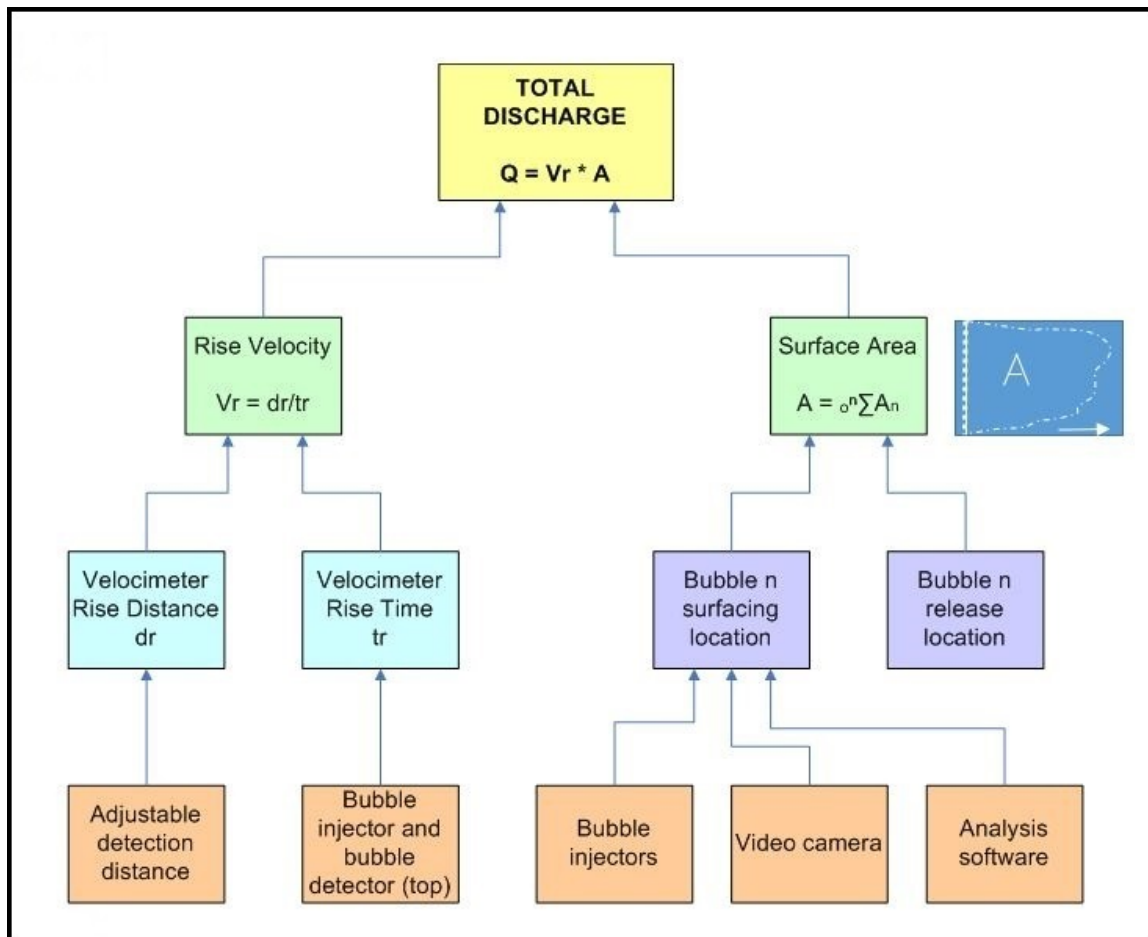 TOTAL
DISCHARGE
Q = Vr * A
Rise Velocity
Vr = dr/tr
Surface Area
A = ₀ⁿ∑Aₙ
A
Velocimeter
Rise Distance
dr
Velocimeter
Rise Time
tr
Bubble n
surfacing
location
Bubble n
release
location
Adjustable
detection
distance
Bubble
injector and
bubble
detector (top)
Bubble
injectors
Video camera
Analysis
software